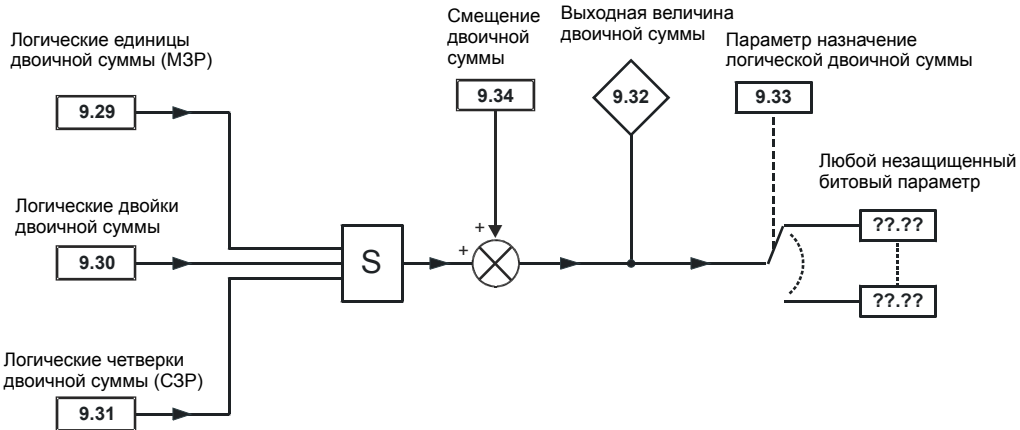 Логические единицы
двоичной суммы (МЗР)
9.29
Логические двойки
двоичной суммы
9.30
Логические четверки
двоичной суммы (СЗР)
9.31
S
Смещение
двоичной
суммы
9.34
+
+
Выходная величина
двоичной суммы
9.32
Параметр назначение
логической двоичной суммы
9.33
Любой незащищенный
битовый параметр
??.??
??.??